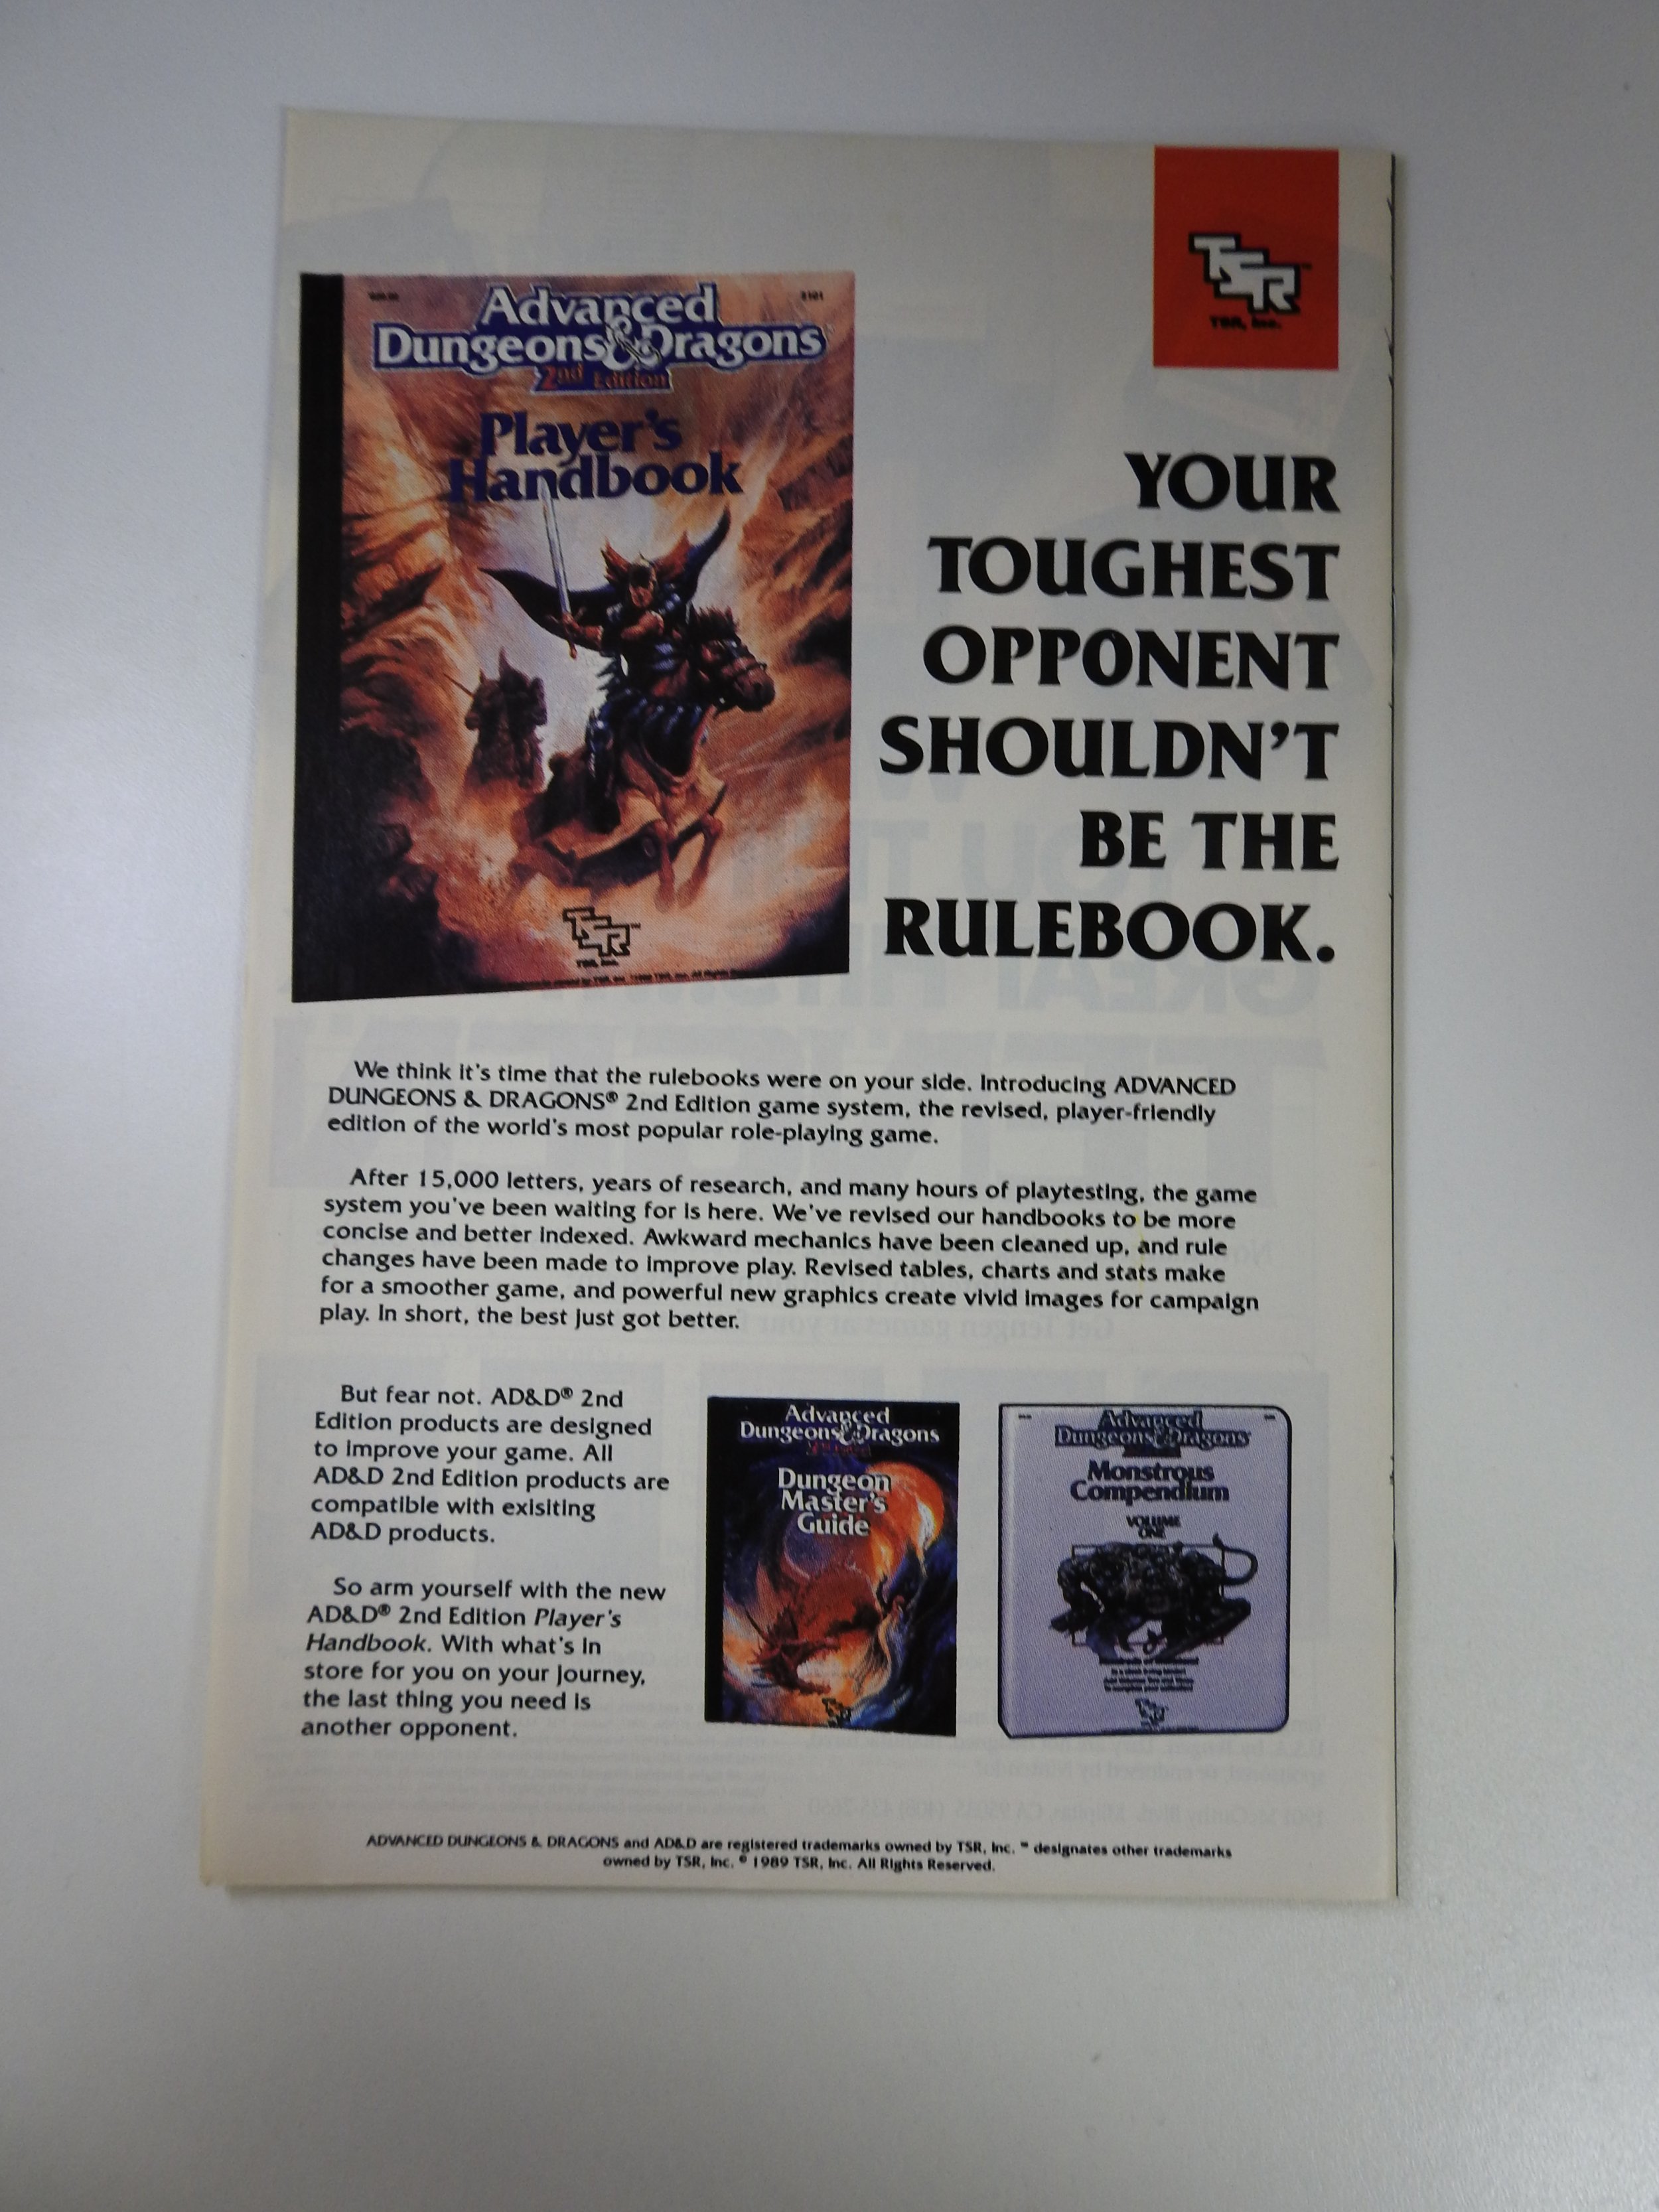 TSR™
TSR, Inc.
2101
Advanced
Dungeons & Dragons
2nd Edition
Player's
Handbook
TSR™
TSR, Inc.
YOUR
TOUGHEST
OPPONENT
SHOULDN'T
BE THE
RULEBOOK.
We think it's time that the rulebooks were on your side. Introducing ADVANCED
DUNGEONS & DRAGONS® 2nd Edition game system, the revised, player-friendly
edition of the world's most popular role-playing game.
After 15,000 letters, years of research, and many hours of playtesting, the game
system you've been waiting for is here. We've revised our handbooks to be more
concise and better indexed. Awkward mechanics have been cleaned up, and rule
changes have been made to improve play. Revised tables, charts and stats make
for a smoother game, and powerful new graphics create vivid images for campaign
play. In short, the best just got better.
But fear not. AD&D® 2nd
Edition products are designed
to improve your game. All
AD&D 2nd Edition products are
compatible with exisiting
AD&D products.
So arm yourself with the new
AD&D® 2nd Edition Player's
Handbook. With what's in
store for you on your journey,
the last thing you need is
another opponent.
Advanced
Dungeons & Dragons
2nd Edition
Dungeon
Master's
Guide
TSR
Advanced
Dungeons & Dragons
Monstrous
Compendium
VOLUME
ONE
TSR
ADVANCED DUNGEONS & DRAGONS and AD&D are registered trademarks owned by TSR, Inc. ™ designates other trademarks
owned by TSR, Inc. © 1989 TSR, Inc. All Rights Reserved.